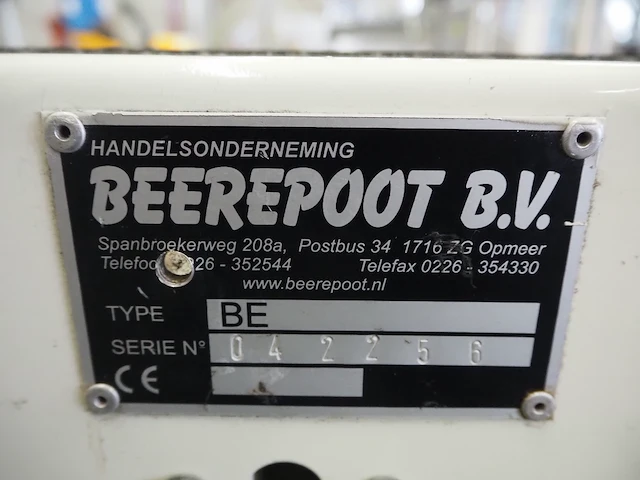 HANDELSONDERNEMING
BEEREPOOT B.V.
Spanbroekerweg 208a, Postbus 34 1716 ZG Opmeer
352544 Telefax 0226 - 354330
www.beerepoot.nl
TYPE BE
SERIE Nº 042256
CE